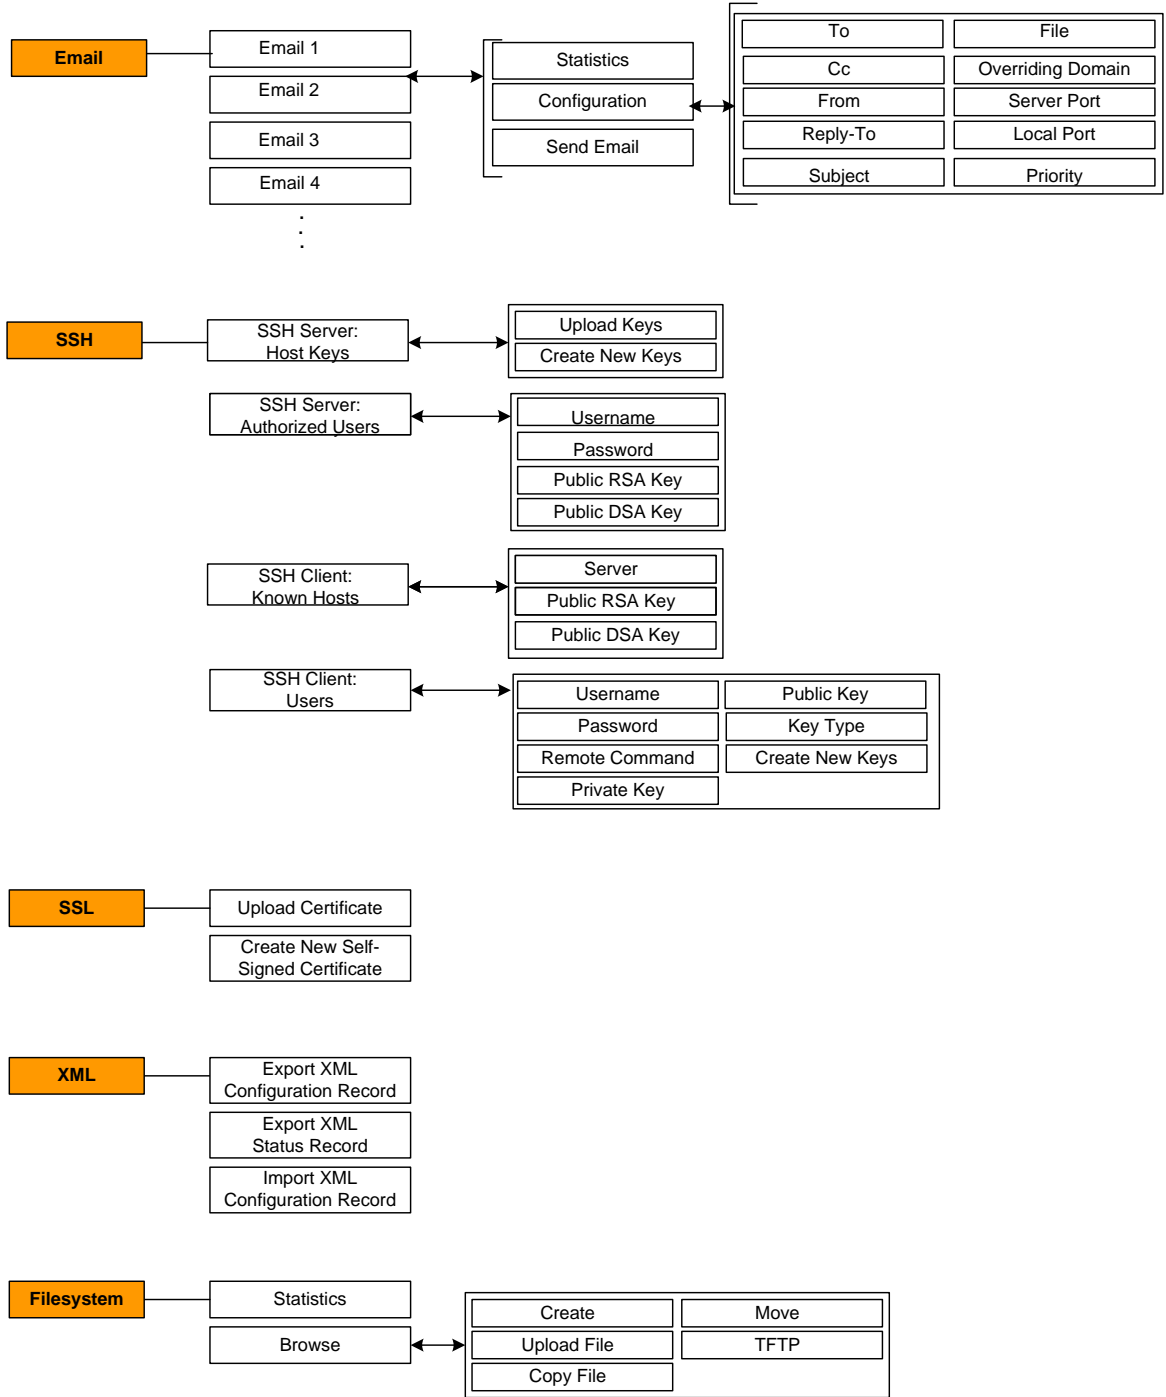 Email
Email 1
Email 2
Email 3
Email 4
.
.
.
Statistics
Configuration
Send Email
To
File
Cc
Overriding Domain
From
Server Port
Reply-To
Local Port
Subject
Priority
SSH
SSH Server:
Host Keys
Upload Keys
Create New Keys
SSH Server:
Authorized Users
Username
Password
Public RSA Key
Public DSA Key
SSH Client:
Known Hosts
Server
Public RSA Key
Public DSA Key
SSH Client:
Users
Username
Public Key
Password
Key Type
Remote Command
Create New Keys
Private Key
SSL
Upload Certificate
Create New Self-
Signed Certificate
XML
Export XML
Configuration Record
Export XML
Status Record
Import XML
Configuration Record
Filesystem
Statistics
Browse
Create
Move
Upload File
TFTP
Copy File